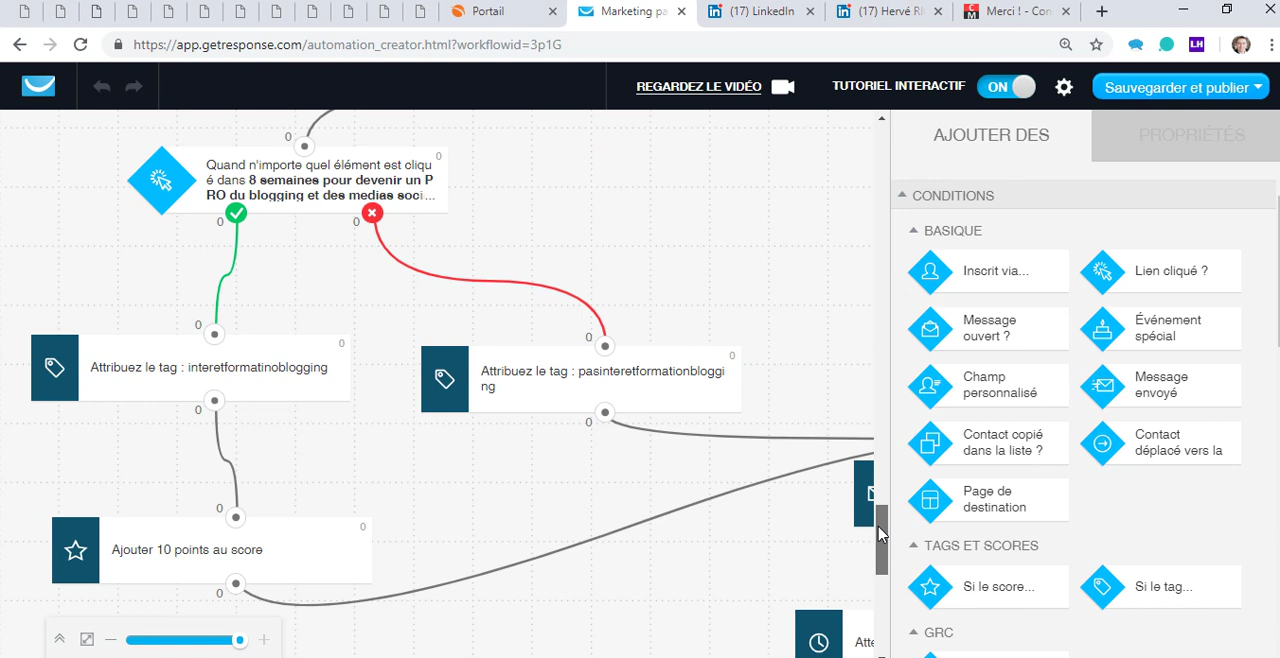 Portail
Marketing pa
(17) LinkedIn
(17) Hervé Rh
Merci ! - Con
https://app.getresponse.com/automation_creator.html?workflowid=3p1G
LH
REGARDEZ LE VIDÉO
TUTORIEL INTERACTIF
ON
Sauvegarder et publier
AJOUTER DES
PROPRIÉTÉS
0
0
Quand n'importe quel élément est cliqu
é dans 8 semaines pour devenir un P
RO du blogging et des medias soci...
0
0
0
0
Attribuez le tag : interetformatinoblogging
0
0
0
Attribuez le tag : pasinteretformationbloggi
ng
0
0
0
Ajouter 10 points au score
0
0
Atte
CONDITIONS
BASIQUE
Inscrit via...
Lien cliqué ?
Message
ouvert ?
Événement
spécial
Champ
personnalisé
Message
envoyé
Contact copié
dans la liste ?
Contact
déplacé vers la
Page de
destination
TAGS ET SCORES
Si le score...
Si le tag...
GRC